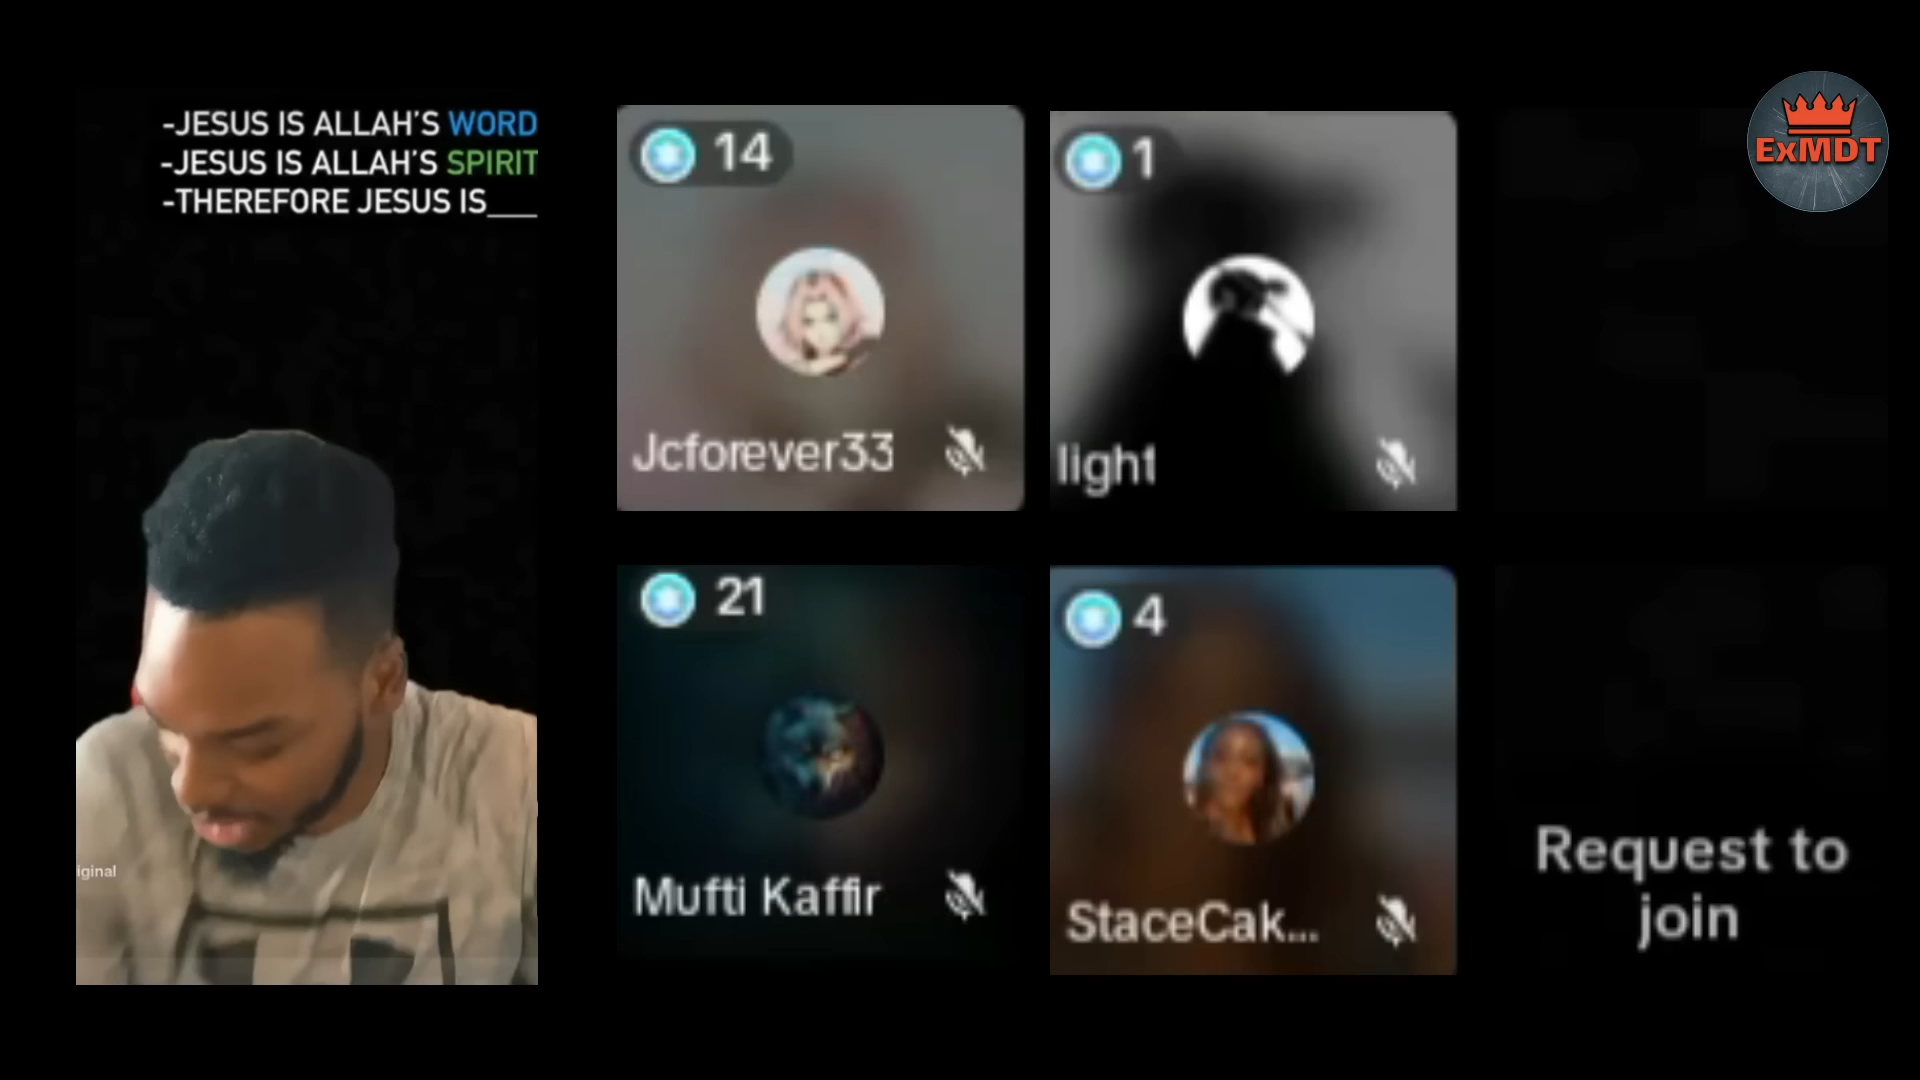 -JESUS IS ALLAH'S WORD
-JESUS IS ALLAH'S SPIRIT
-THEREFORE JESUS IS___
iginal
14
Jcforever33
1
light
21
Mufti Kaffir
4
StaceCak...
ExMDT
Request to
join